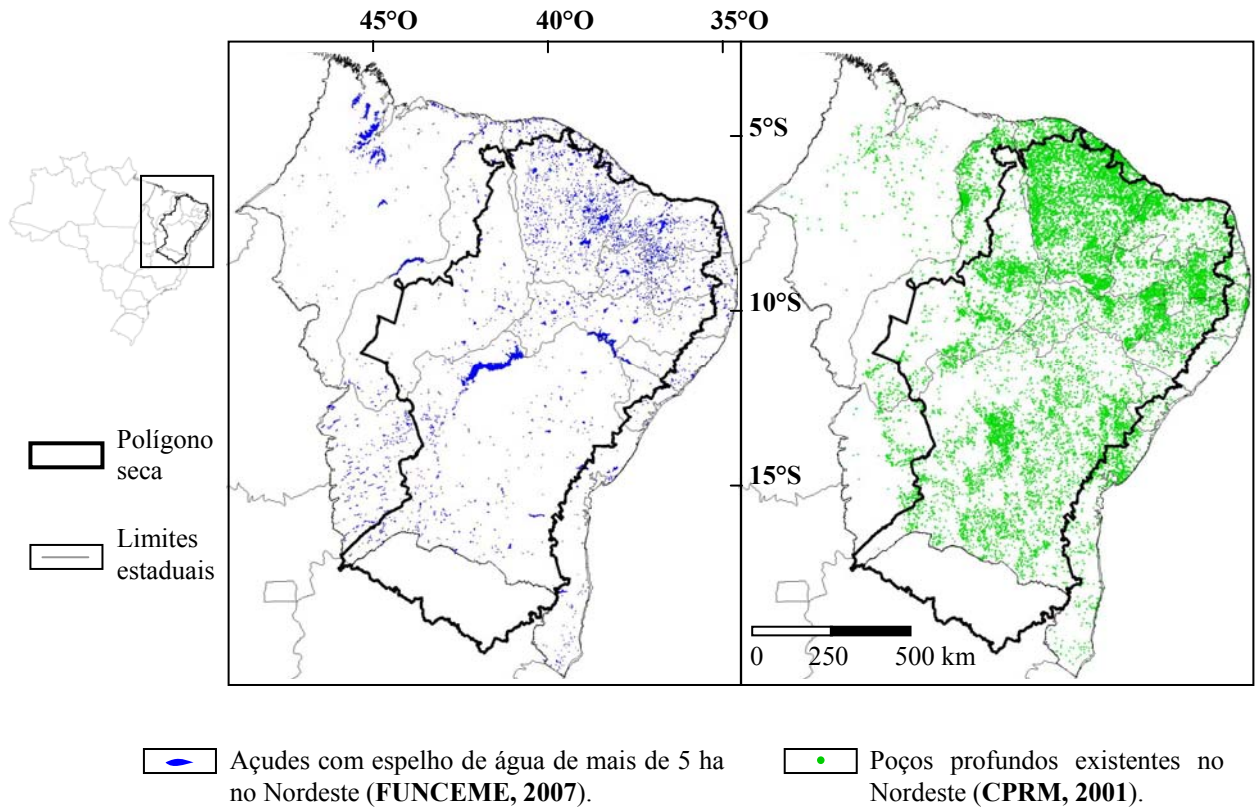 45°O 40°O 35°O
5°S
10°S
15°S
Polígono
seca
Limites
estaduais
0 250 500 km
Açudes com espelho de água de mais de 5 ha
no Nordeste (FUNCEME, 2007).
Poços profundos existentes no
Nordeste (CPRM, 2001).